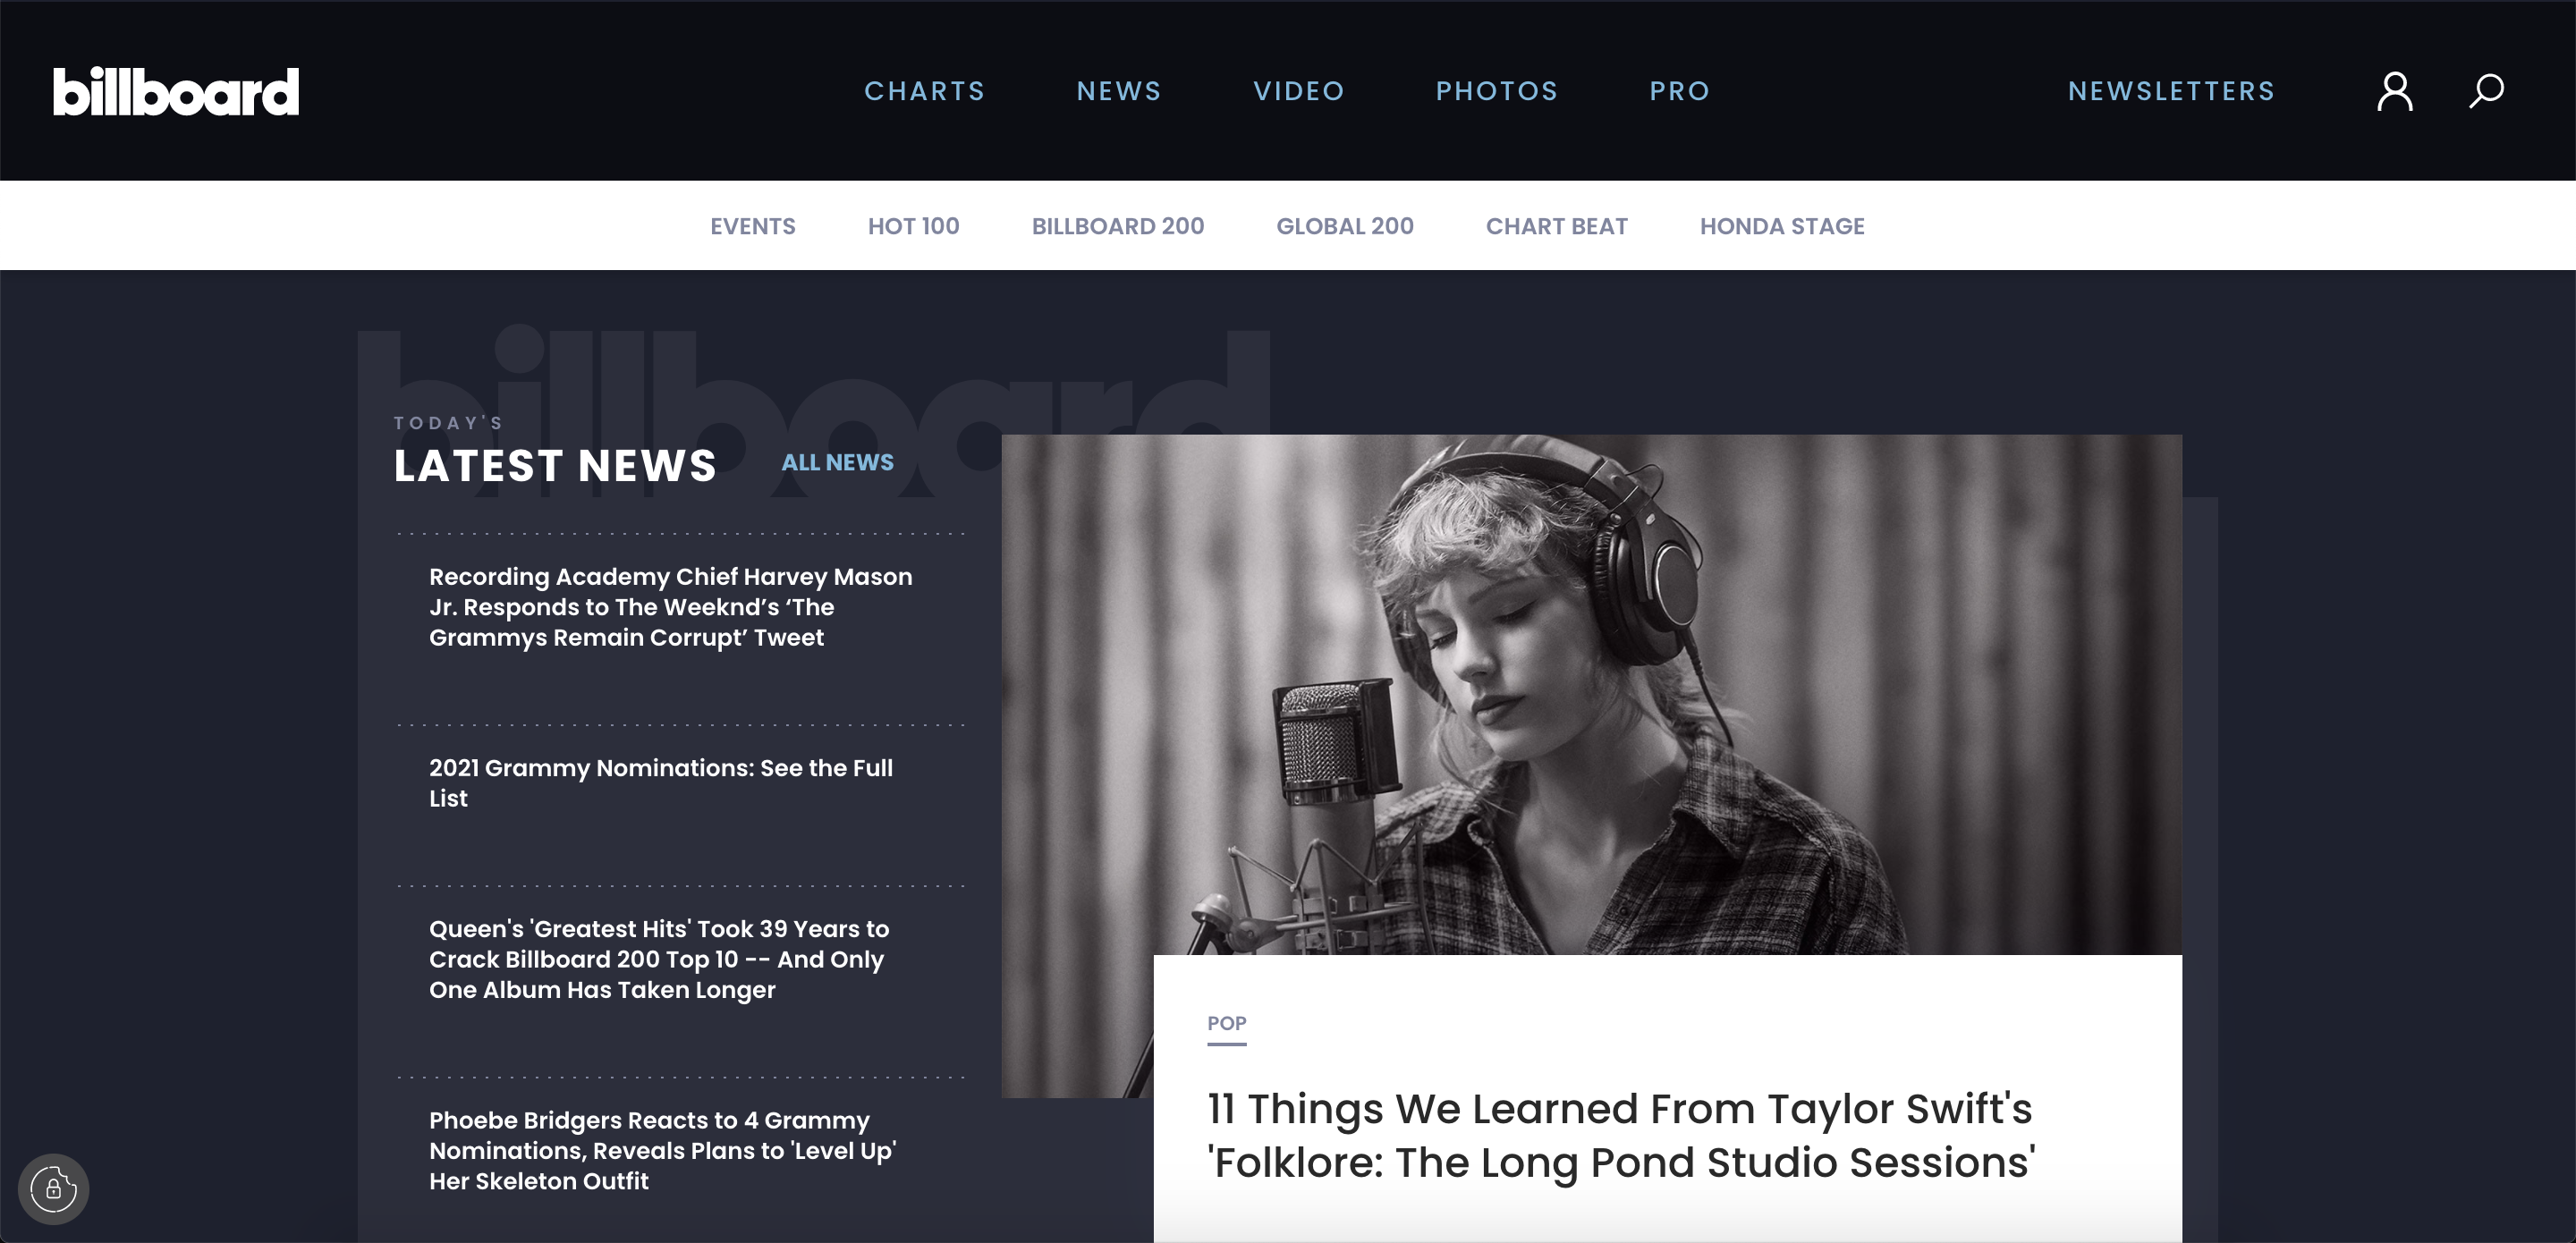 billboard
CHARTS
NEWS
VIDEO
PHOTOS
PRO
NEWSLETTERS
EVENTS
HOT 100
BILLBOARD 200
GLOBAL 200
CHART BEAT
HONDA STAGE
billboard
TODAY'S
LATEST NEWS
ALL NEWS
Recording Academy Chief Harvey Mason
Jr. Responds to The Weeknd’s ‘The
Grammys Remain Corrupt’ Tweet
2021 Grammy Nominations: See the Full
List
Queen's 'Greatest Hits' Took 39 Years to
Crack Billboard 200 Top 10 -- And Only
One Album Has Taken Longer
Phoebe Bridgers Reacts to 4 Grammy
Nominations, Reveals Plans to 'Level Up'
Her Skeleton Outfit
POP
11 Things We Learned From Taylor Swift's
'Folklore: The Long Pond Studio Sessions'